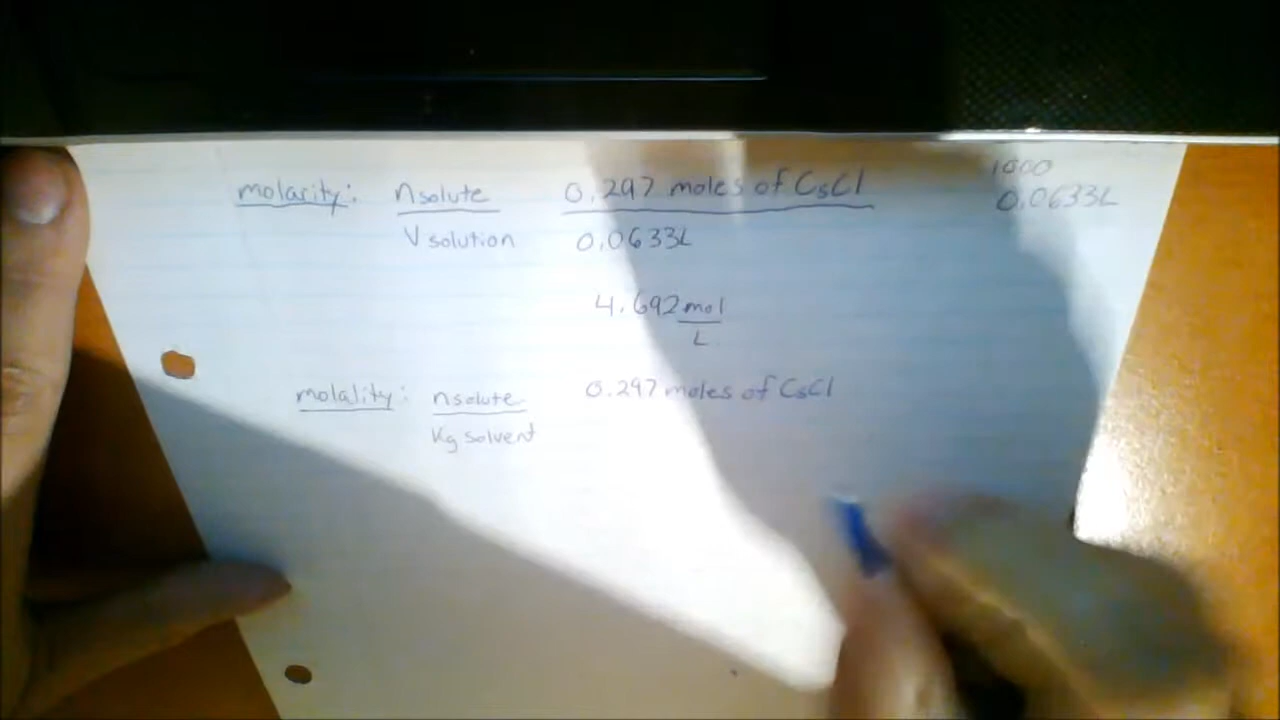 molarity: nsolute 0.297 moles of CsCl
V solution 0.0633L
1000
0.0633L
4.692 mol
L
molality: nsolute 0.297 moles of CsCl
Kg solvent